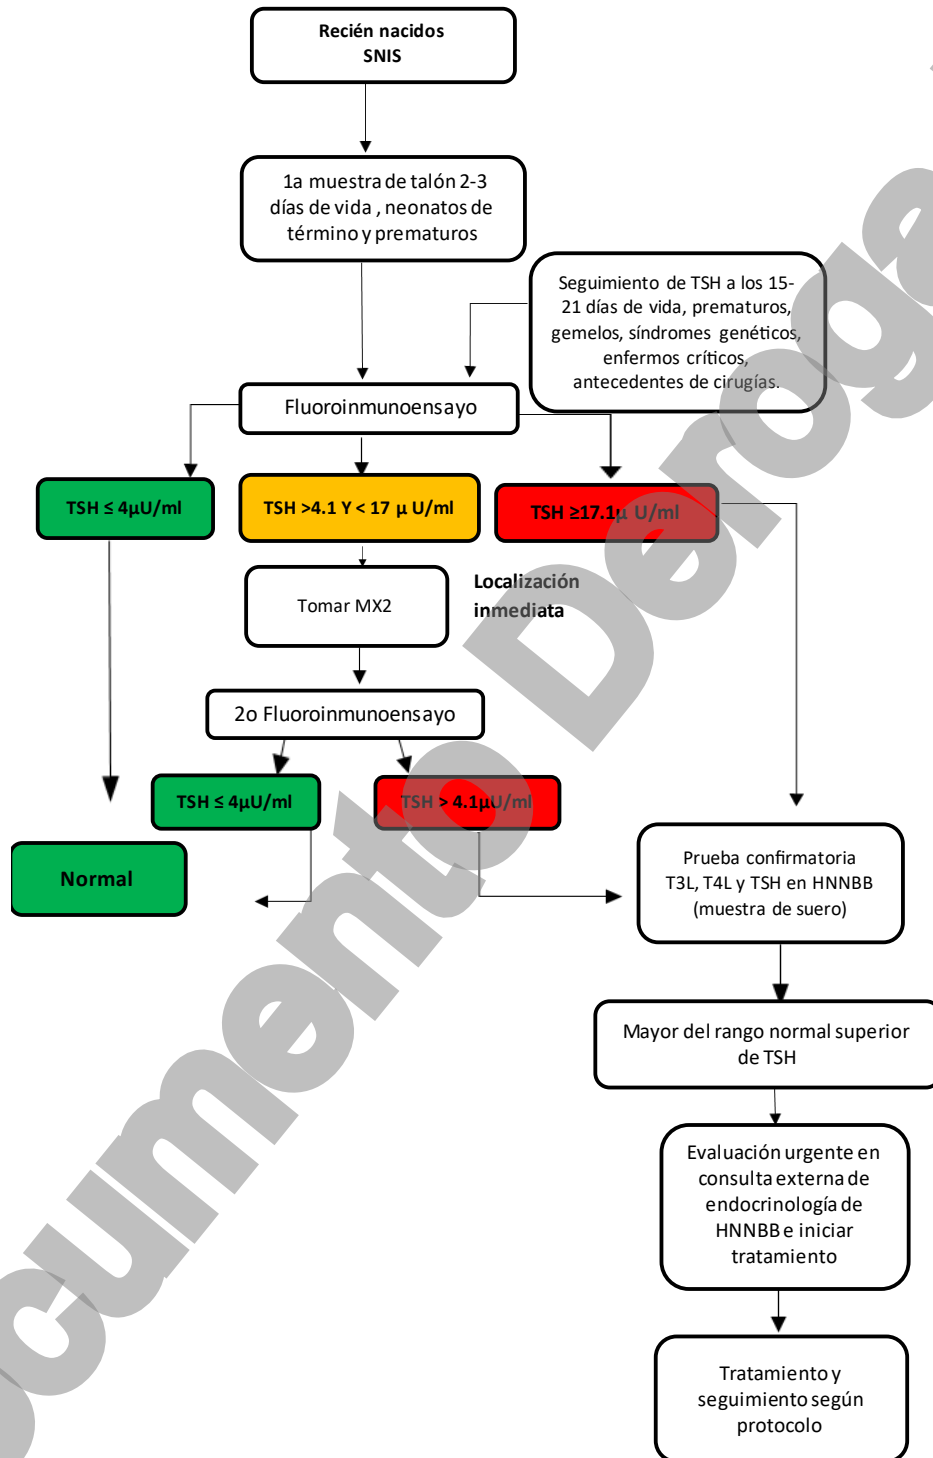 Recién nacidos
SNIS
1a muestra de talón 2-3
días de vida , neonatos de
término y prematuros
Seguimiento de TSH a los 15-
21 días de vida, prematuros,
gemelos, síndromes genéticos,
enfermos críticos,
antecedentes de cirugías.
Fluoroinmunoensayo
TSH ≤ 4µU/ml
TSH >4.1 Y < 17 µ U/ml
TSH ≥17.1µ U/ml
Localización
inmediata
Tomar MX2
2o Fluoroinmunoensayo
TSH ≤ 4µU/ml
TSH > 4.1µU/ml
Normal
Prueba confirmatoria
T3L, T4L y TSH en HNNBB
(muestra de suero)
Mayor del rango normal superior
de TSH
Evaluación urgente en
consulta externa de
endocrinología de
HNNBB e iniciar
tratamiento
Tratamiento y
seguimiento según
protocolo
ocumento Deroga